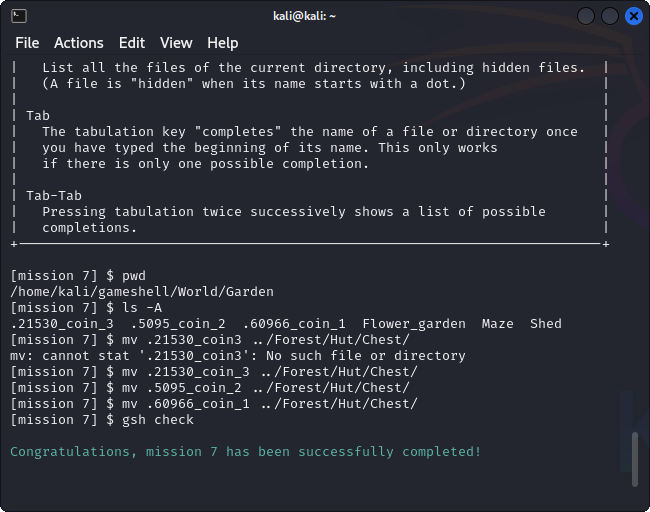 kali@kali: ~
File Actions Edit View Help
| List all the files of the current directory, including hidden files. |
| (A file is "hidden" when its name starts with a dot.) |
| |
| Tab |
| The tabulation key "completes" the name of a file or directory once |
| you have typed the beginning of its name. This only works |
| if there is only one possible completion. |
| |
| Tab-Tab |
| Pressing tabulation twice successively shows a list of possible |
| completions. |
+-------------------------------------------------------------------------+
[mission 7] $ pwd
/home/kali/gameshell/World/Garden
[mission 7] $ ls -A
.21530_coin_3 .5095_coin_2 .60966_coin_1 Flower_garden Maze Shed
[mission 7] $ mv .21530_coin3 ../Forest/Hut/Chest/
mv: cannot stat '.21530_coin3': No such file or directory
[mission 7] $ mv .21530_coin_3 ../Forest/Hut/Chest/
[mission 7] $ mv .5095_coin_2 ../Forest/Hut/Chest/
[mission 7] $ mv .60966_coin_1 ../Forest/Hut/Chest/
[mission 7] $ gsh check
Congratulations, mission 7 has been successfully completed!